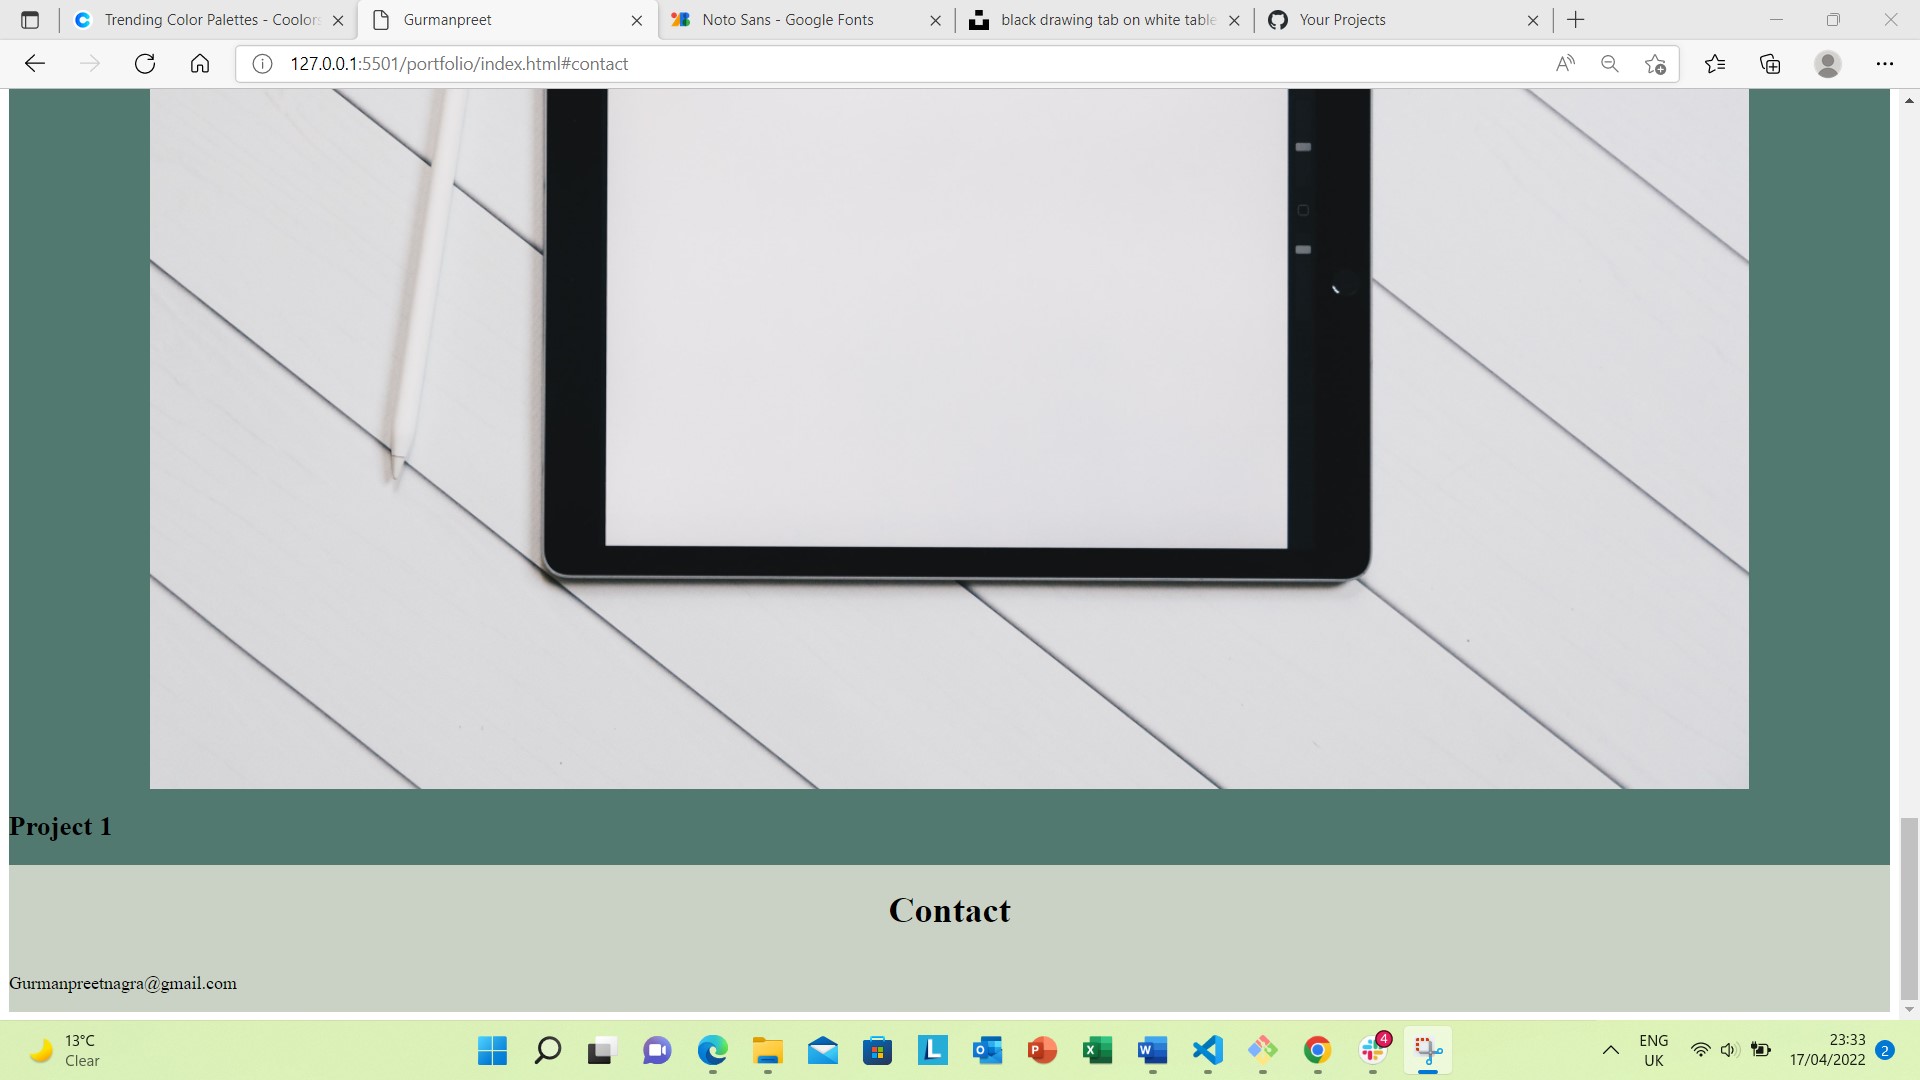 Trending Color Palettes - Coolor
Gurmanpreet
Noto Sans - Google Fonts
black drawing tab on white table
Your Projects
127.0.0.1:5501/portfolio/index.html#contact
Project 1
Contact
Gurmanpreetnagra@gmail.com
13°C
Clear
4
ENG
UK
23:33
17/04/2022
2